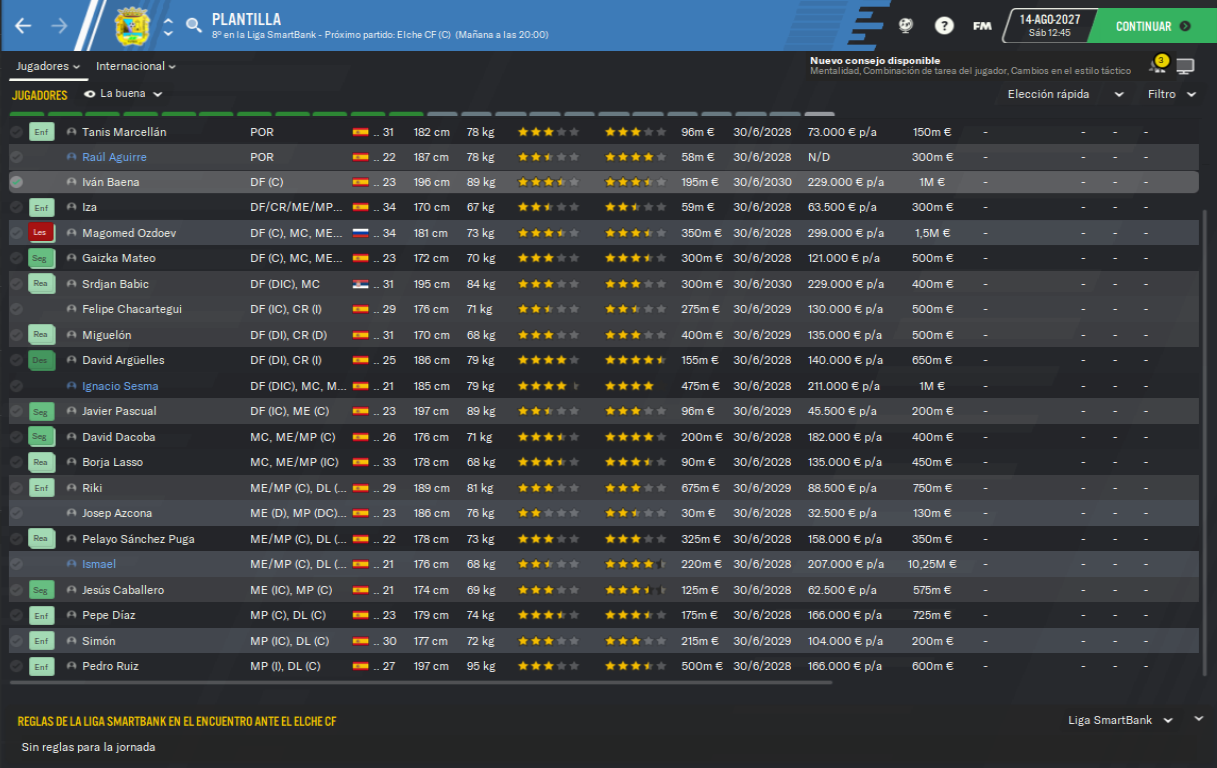 PLANTILLA
8º en la Liga SmartBank - Próximo partido: Elche CF (C) (Mañana a las 20:00)
?
FM
14-AGO-2027
Sáb 12:45
CONTINUAR
Jugadores
Internacional
Nuevo consejo disponible
Mentalidad, Combinación de tarea del jugador, Cambios en el estilo táctico
3
JUGADORES
La buena
Elección rápida
Filtro
Enf Tanis Marcellán POR .. 31 182 cm 78 kg 96m € 30/6/2028 73.000 € p/a 150m € - - - -
Raúl Aguirre POR .. 22 187 cm 78 kg 58m € 30/6/2028 N/D 300m € - - - -
Iván Baena DF (C) .. 23 196 cm 89 kg 195m € 30/6/2030 229.000 € p/a 1M € - - - -
Enf Iza DF/CR/ME/MP... .. 34 170 cm 67 kg 59m € 30/6/2028 63.500 € p/a 300m € - - - -
Les Magomed Ozdoev DF (C), MC, ME... .. 34 181 cm 73 kg 350m € 30/6/2028 299.000 € p/a 1,5M € - - - -
Seg Gaizka Mateo DF (C), MC, ME... .. 23 172 cm 70 kg 300m € 30/6/2028 121.000 € p/a 500m € - - - -
Rea Srdjan Babic DF (DIC), MC .. 31 195 cm 84 kg 300m € 30/6/2030 229.000 € p/a 400m € - - - -
Felipe Chacartegui DF (IC), CR (I) .. 29 176 cm 71 kg 275m € 30/6/2029 130.000 € p/a 500m € - - - -
Rea Miguelón DF (DI), CR (D) .. 31 170 cm 68 kg 400m € 30/6/2029 135.000 € p/a 500m € - - - -
Des David Argüelles DF (DI), CR (I) .. 25 186 cm 79 kg 155m € 30/6/2028 140.000 € p/a 650m € - - - -
Ignacio Sesma DF (DIC), MC, M... .. 21 185 cm 79 kg 475m € 30/6/2028 211.000 € p/a 1M € - - - -
Seg Javier Pascual DF (IC), ME (C) .. 23 197 cm 89 kg 96m € 30/6/2029 45.500 € p/a 200m € - - - -
Seg David Dacoba MC, ME/MP (C) .. 26 176 cm 71 kg 200m € 30/6/2028 182.000 € p/a 400m € - - - -
Rea Borja Lasso MC, ME/MP (IC) .. 33 178 cm 68 kg 90m € 30/6/2028 135.000 € p/a 450m € - - - -
Enf Riki ME/MP (C), DL (... .. 29 189 cm 81 kg 675m € 30/6/2029 88.500 € p/a 750m € - - - -
Josep Azcona ME (D), MP (DC)... .. 23 186 cm 76 kg 30m € 30/6/2028 32.500 € p/a 130m € - - - -
Rea Pelayo Sánchez Puga ME/MP (C), DL (... .. 22 178 cm 73 kg 325m € 30/6/2028 158.000 € p/a 350m € - - - -
Ismael ME/MP (C), DL (... .. 21 176 cm 68 kg 220m € 30/6/2028 207.000 € p/a 10,25M € - - - -
Seg Jesús Caballero ME (IC), MP (C) .. 21 174 cm 69 kg 125m € 30/6/2028 62.500 € p/a 575m € - - - -
Enf Pepe Díaz MP (C), DL (C) .. 23 179 cm 74 kg 175m € 30/6/2028 166.000 € p/a 725m € - - - -
Enf Simón MP (IC), DL (C) .. 30 177 cm 72 kg 215m € 30/6/2029 104.000 € p/a 200m € - - - -
Enf Pedro Ruiz MP (I), DL (C) .. 27 197 cm 95 kg 500m € 30/6/2028 166.000 € p/a 600m € - - - -
REGLAS DE LA LIGA SMARTBANK EN EL ENCUENTRO ANTE EL ELCHE CF
Liga SmartBank
Sin reglas para la jornada